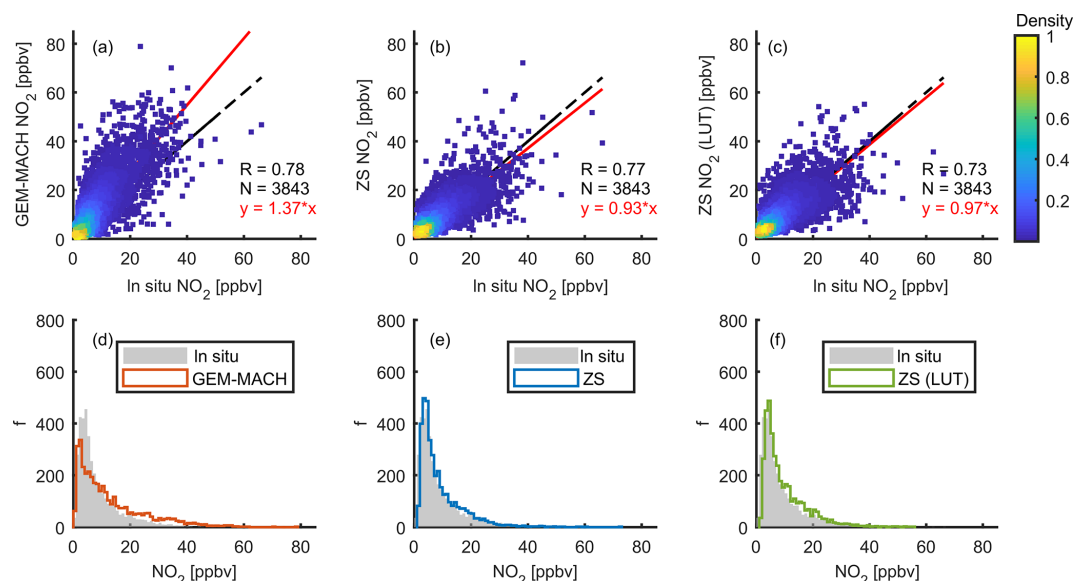 Density
(a)
GEM-MACH NO2 [ppbv]
80
60
40
20
0
R = 0.78
N = 3843
y = 1.37*x
0 20 40 60 80
In situ NO2 [ppbv]
(b)
ZS NO2 [ppbv]
80
60
40
20
0
R = 0.77
N = 3843
y = 0.93*x
0 20 40 60 80
In situ NO2 [ppbv]
(c)
ZS NO2 (LUT) [ppbv]
80
60
40
20
0
R = 0.73
N = 3843
y = 0.97*x
0 20 40 60 80
In situ NO2 [ppbv]
1
0.8
0.6
0.4
0.2
(d)
f
800
600
400
200
0
In situ
GEM-MACH
0 20 40 60 80
NO2 [ppbv]
(e)
f
800
600
400
200
0
In situ
ZS
0 20 40 60 80
NO2 [ppbv]
(f)
f
800
600
400
200
0
In situ
ZS (LUT)
0 20 40 60 80
NO2 [ppbv]